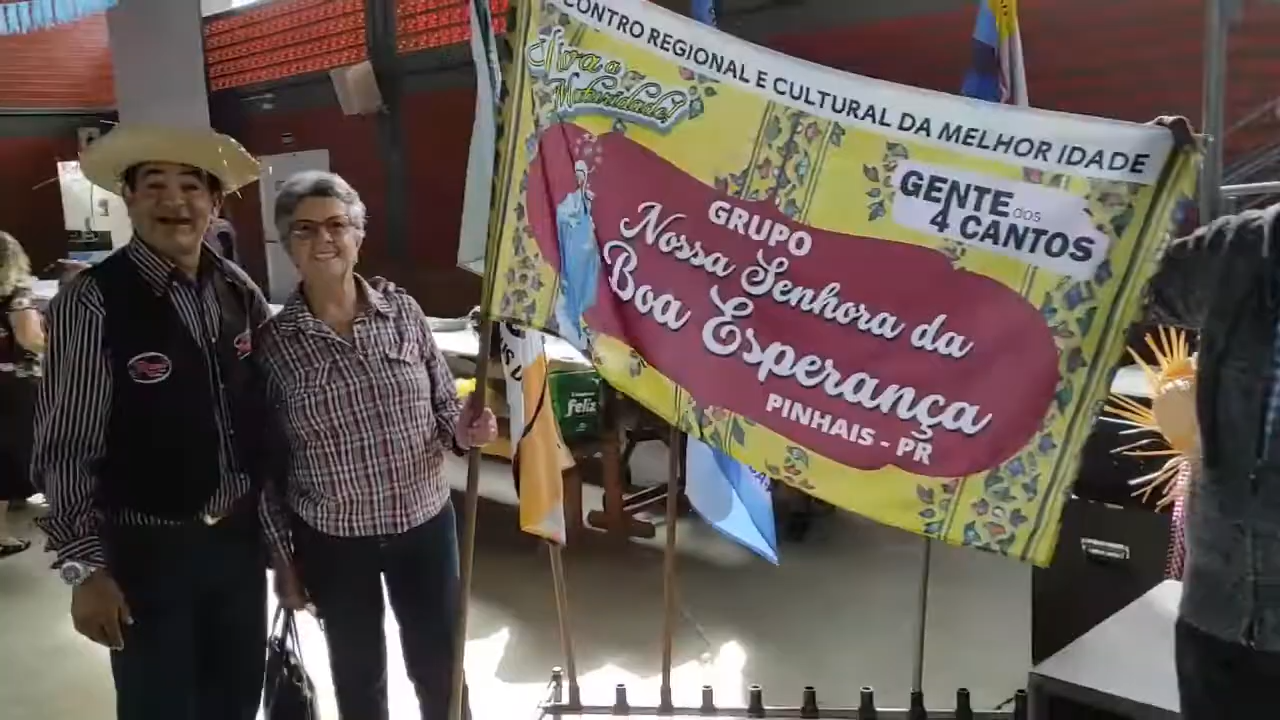 CONTRO REGIONAL E CULTURAL DA MELHOR IDADE
Viva a
Maturidade!
GENTE dos
4 CANTOS
GRUPO
Nossa Senhora da
Boa Esperança
PINHAIS - PR
feliz